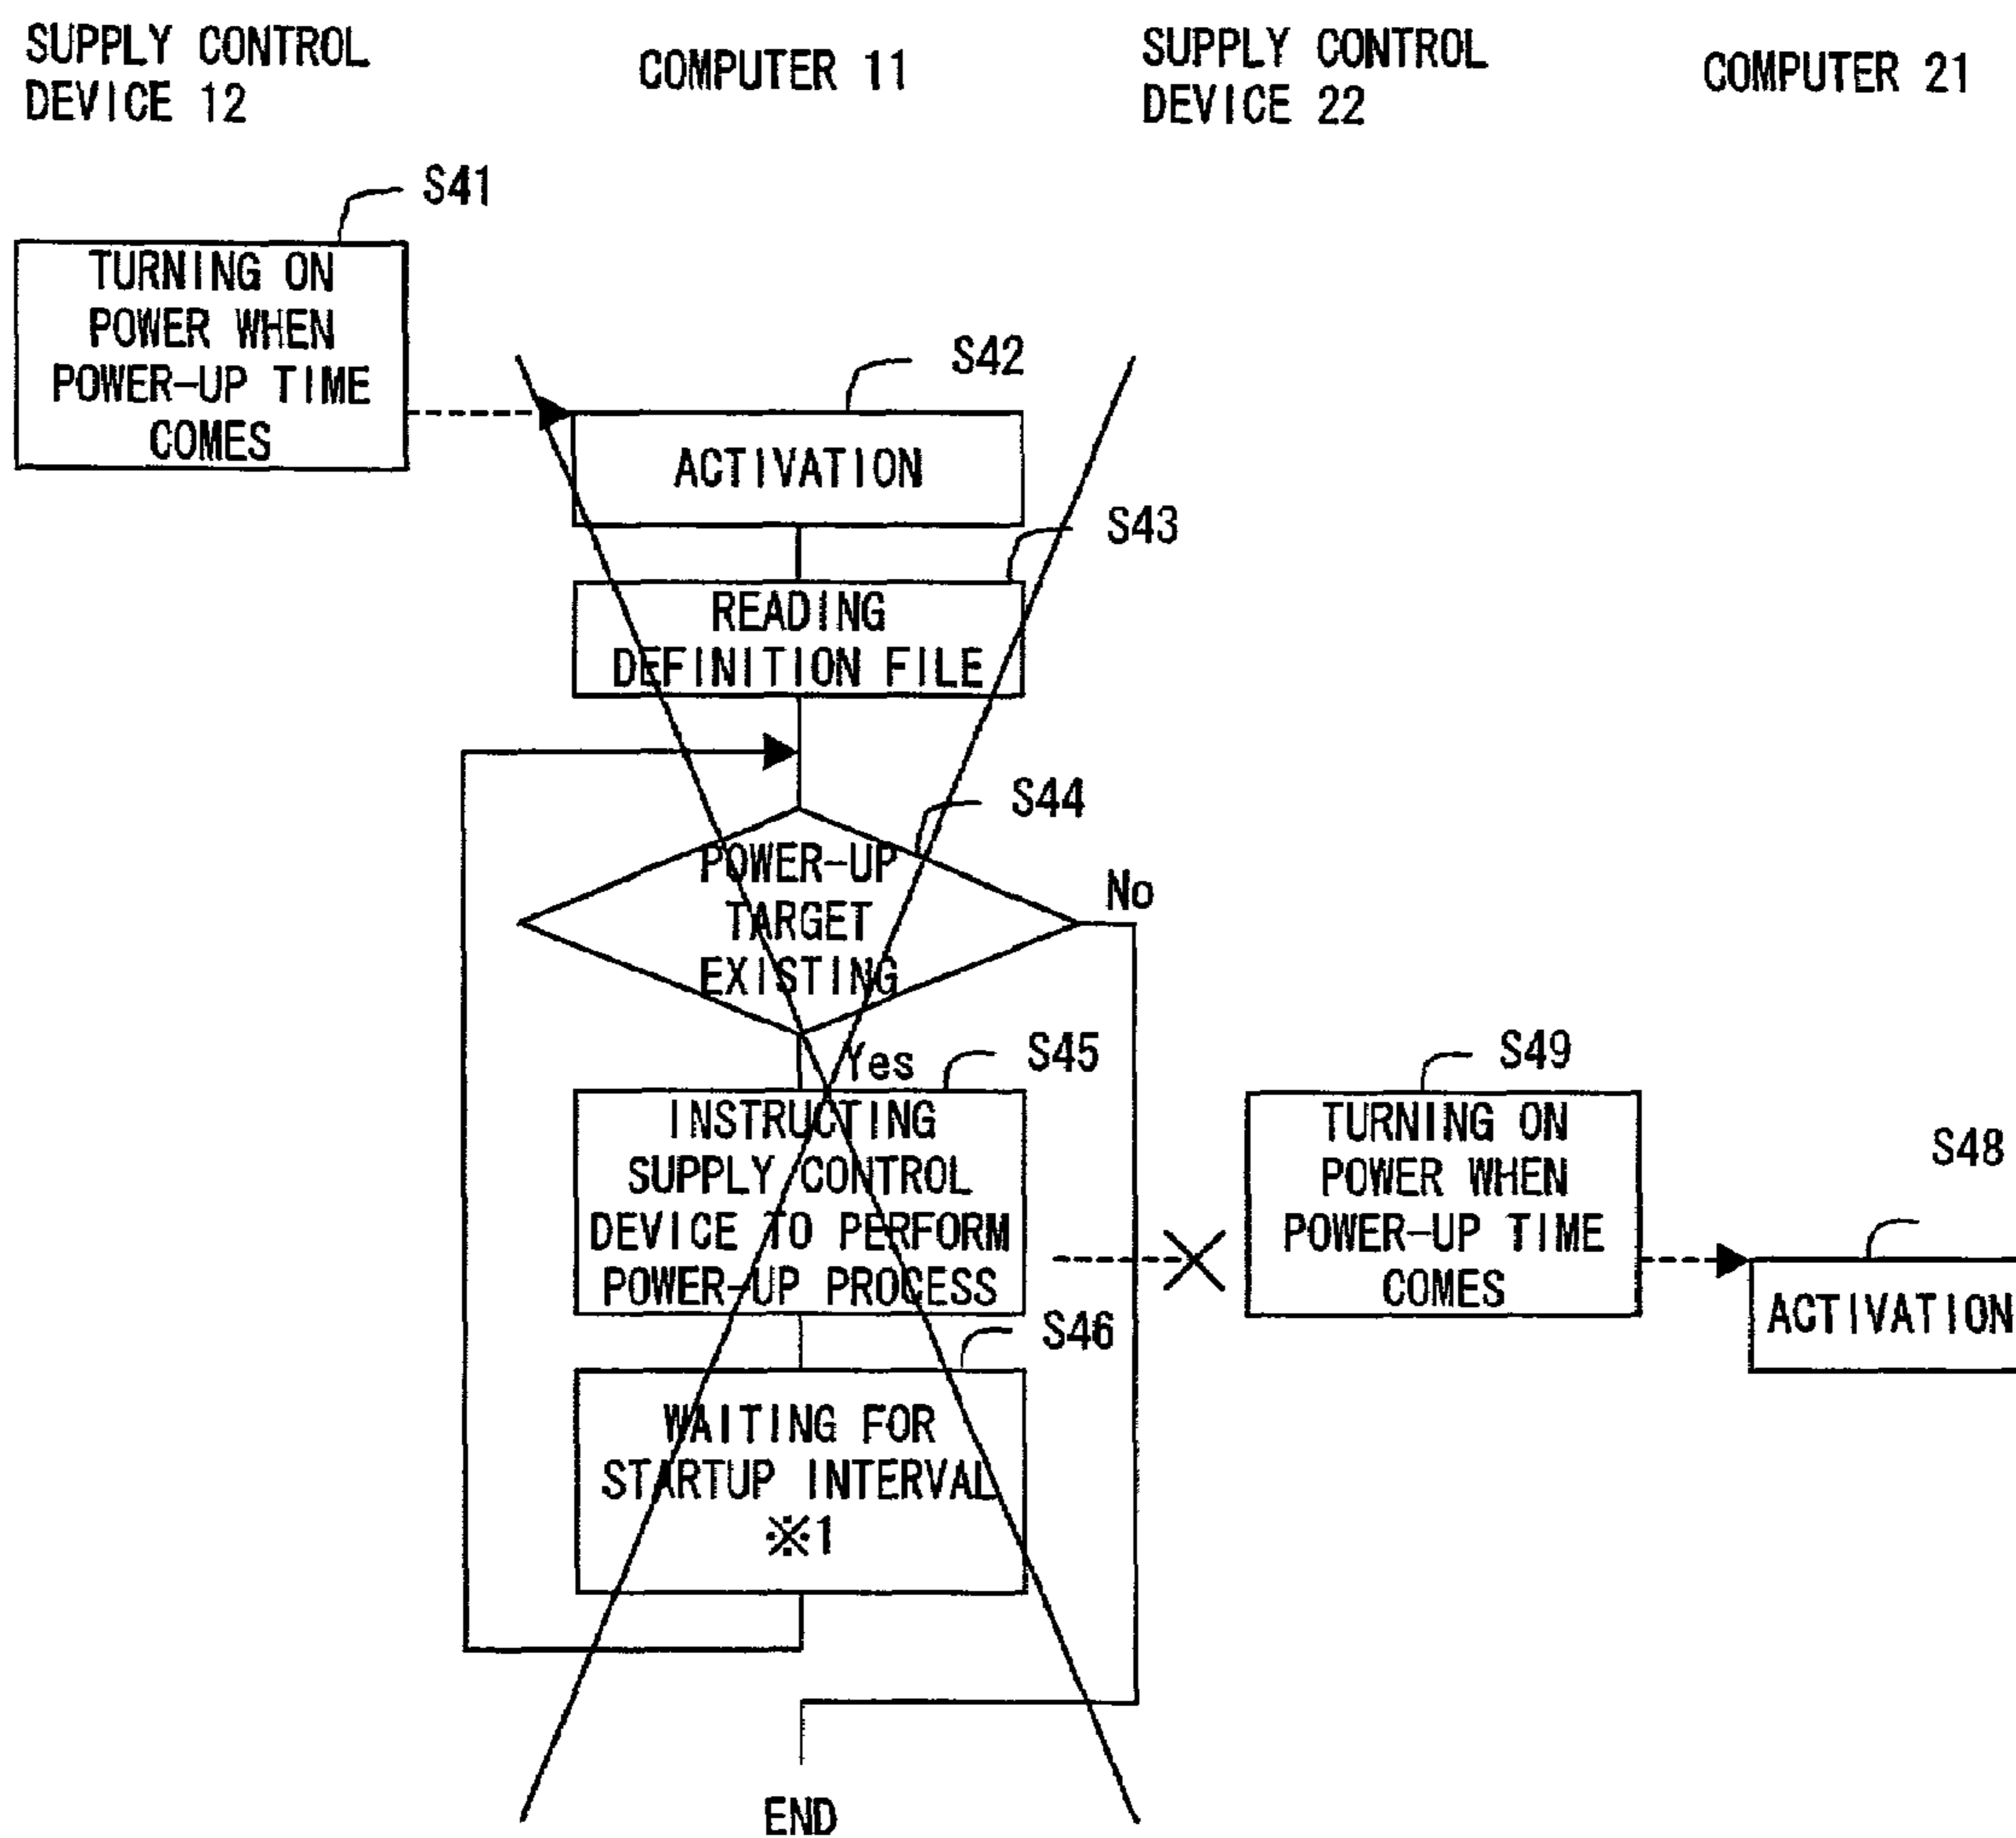 SUPPLY CONTROL
DEVICE 12
COMPUTER 11
SUPPLY CONTROL
DEVICE 22
COMPUTER 21
S41
TURNING ON
POWER WHEN
POWER-UP TIME
COMES
S42
ACTIVATION
S43
READING
DEFINITION FILE
S44
POWER-UP
TARGET
EXISTING
No
Yes
S45
INSTRUCTING
SUPPLY CONTROL
DEVICE TO PERFORM
POWER-UP PROCESS
S49
TURNING ON
POWER WHEN
POWER-UP TIME
COMES
S48
ACTIVATION
S46
WAITING FOR
STARTUP INTERVAL
※1
END